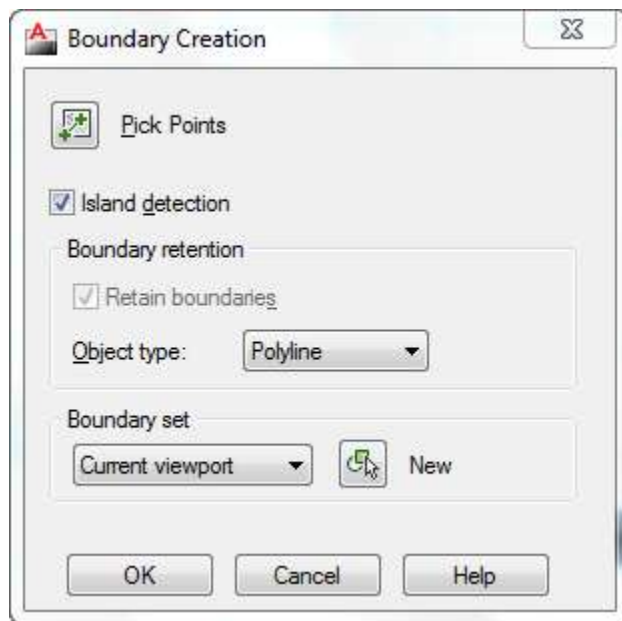 Boundary Creation
Pick Points
Island detection
Boundary retention
Retain boundaries
Object type: Polyline
Boundary set
Current viewport New
OK Cancel Help